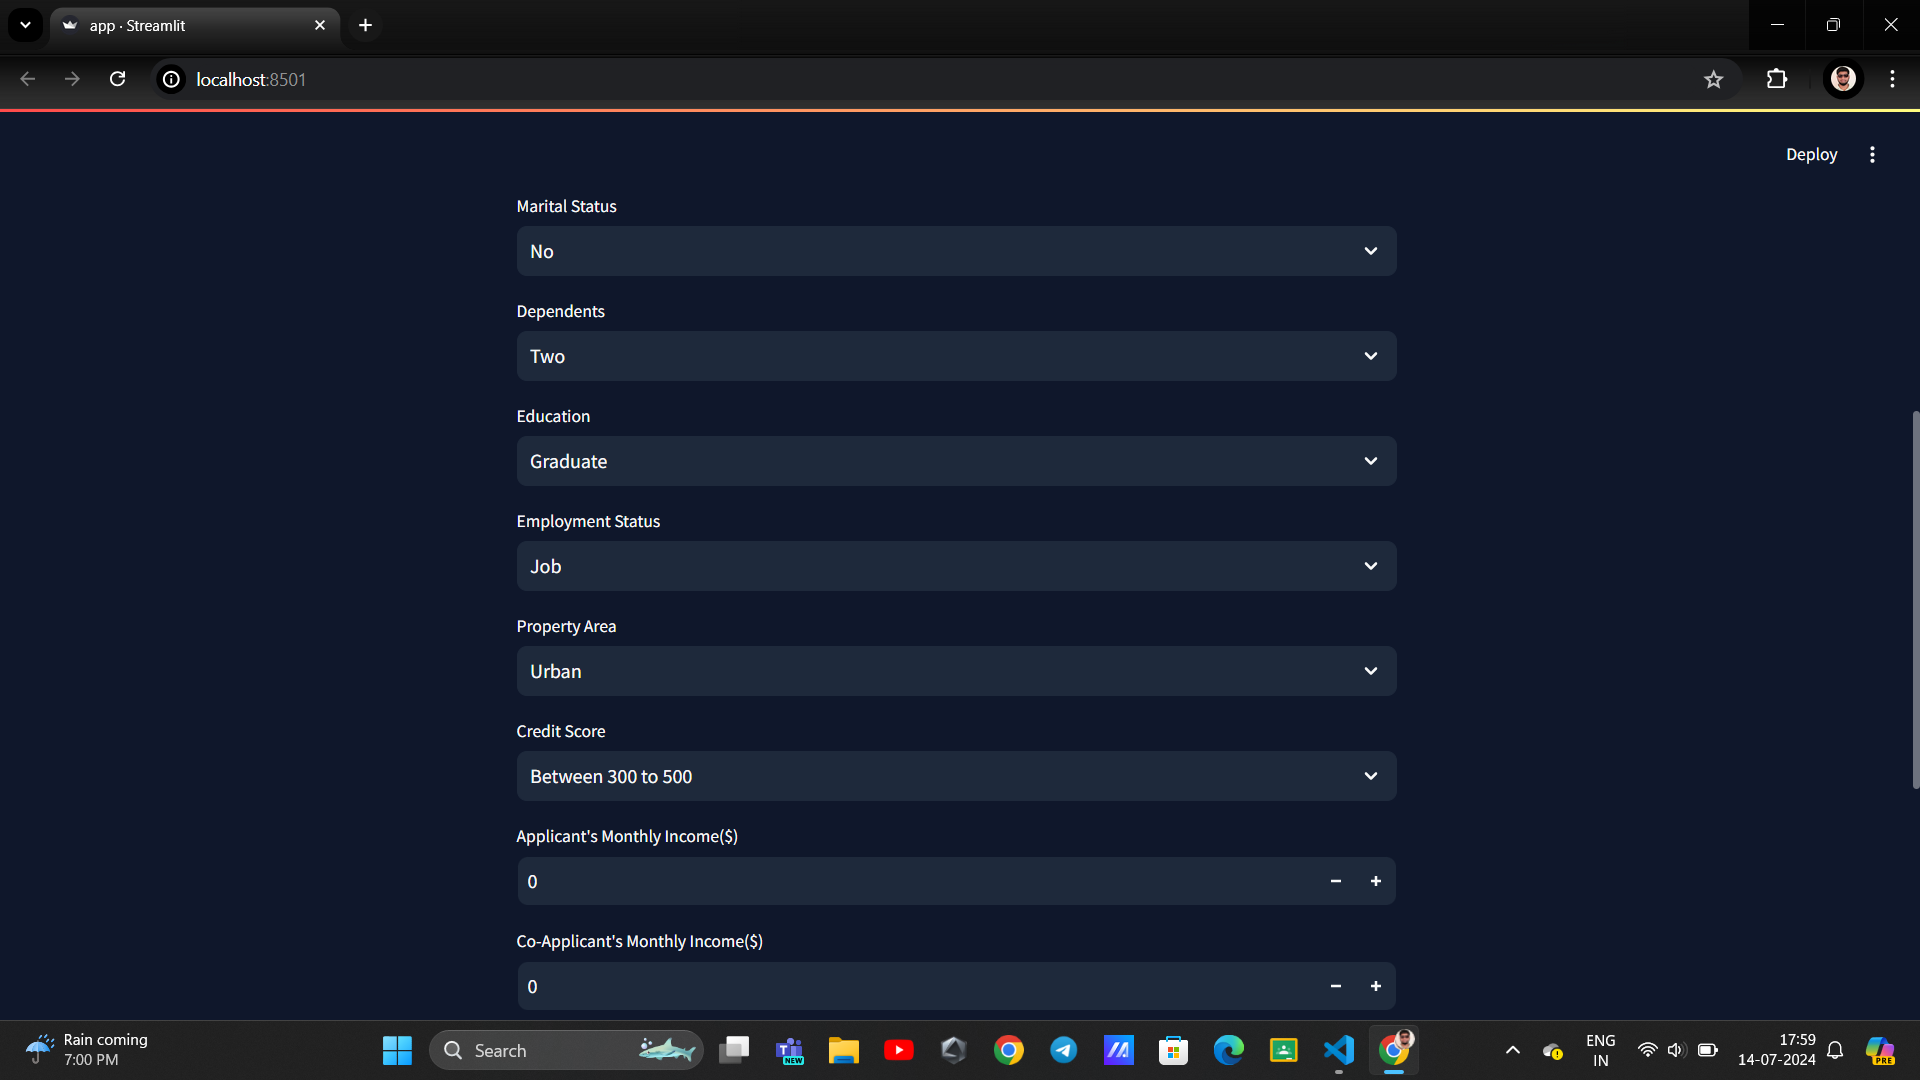 app · Streamlit
localhost:8501
Deploy
Marital Status
No
Dependents
Two
Education
Graduate
Employment Status
Job
Property Area
Urban
Credit Score
Between 300 to 500
Applicant's Monthly Income($)
0
Co-Applicant's Monthly Income($)
0
Rain coming
7:00 PM
Search
NEW
ENG
IN
17:59
14-07-2024
PRE